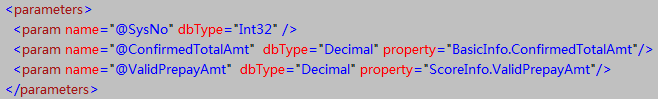 <parameters>
<param name="@SysNo" dbType="Int32" />
<param name="@ConfirmedTotalAmt"  dbType="Decimal" property="BasicInfo.ConfirmedTotalAmt"/>
<param name="@ValidPrepayAmt"  dbType="Decimal" property="ScoreInfo.ValidPrepayAmt"/>
</parameters>